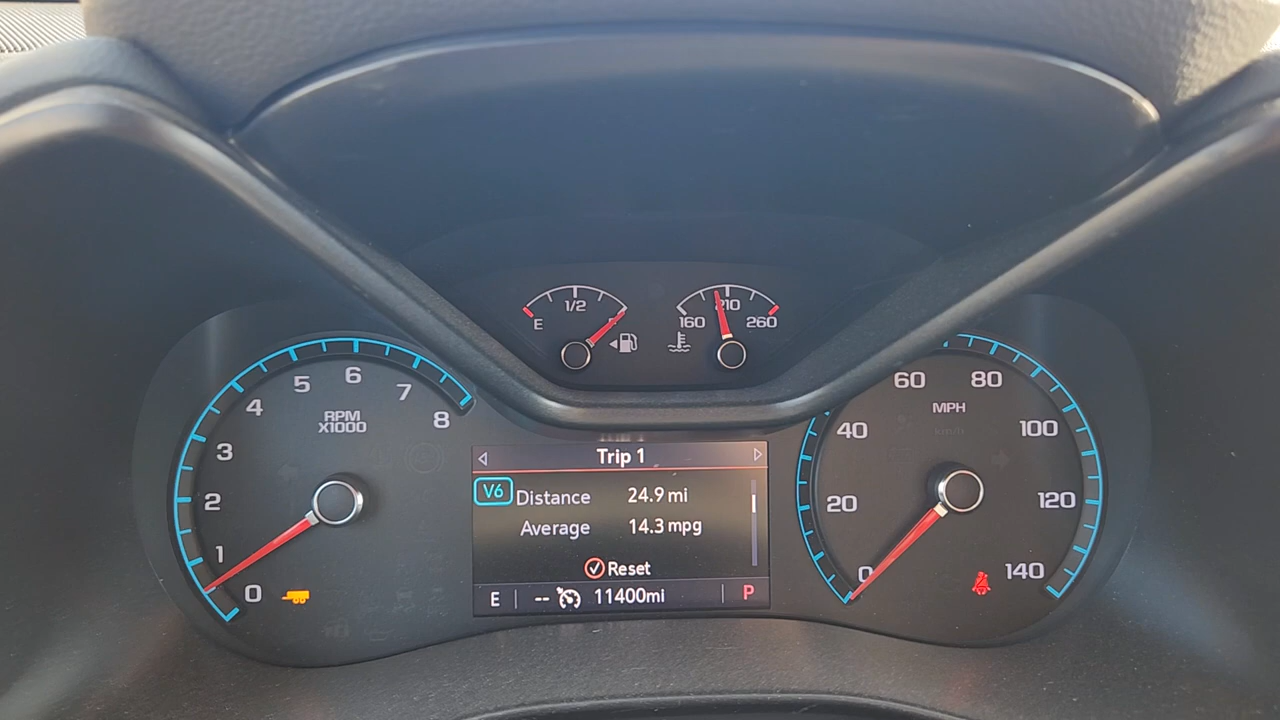 1/2
E
210
160 260
RPM
X1000
0 1 2 3 4 5 6 7 8
Trip 1
V6
Distance 24.9 mi
Average 14.3 mpg
Reset
E -- 11400mi P
MPH
0 20 40 60 80 100 120 140